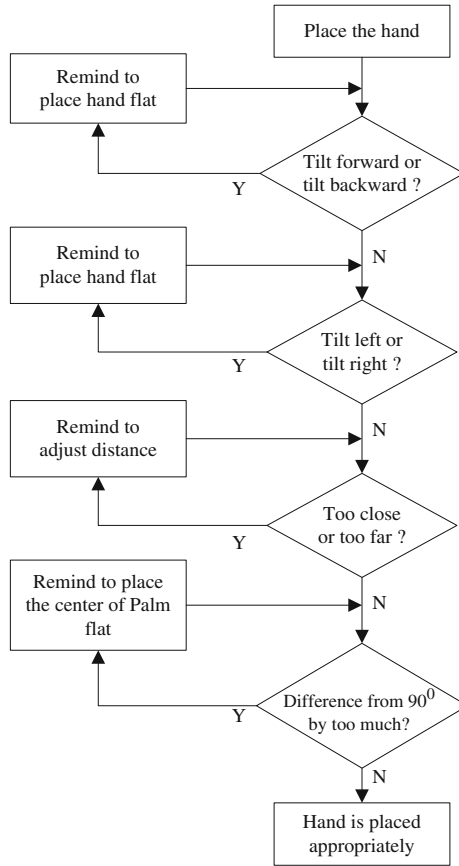 Place the hand
Remind to
place hand flat
Tilt forward or
tilt backward ?
Y
N
Remind to
place hand flat
Tilt left or
tilt right ?
Y
N
Remind to
adjust distance
Too close
or too far ?
Y
N
Remind to place
the center of Palm
flat
Difference from 90⁰
by too much?
Y
N
Hand is placed
appropriately